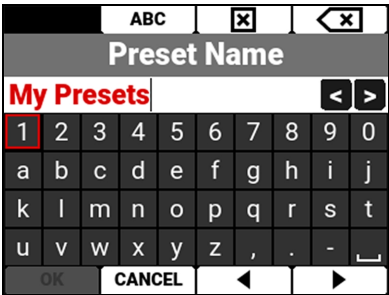 ABC
Preset Name
My Presets < >
1 2 3 4 5 6 7 8 9 0
a b c d e f g h i j
k l m n o p q r s t
u v w x y z , . -
OK CANCEL